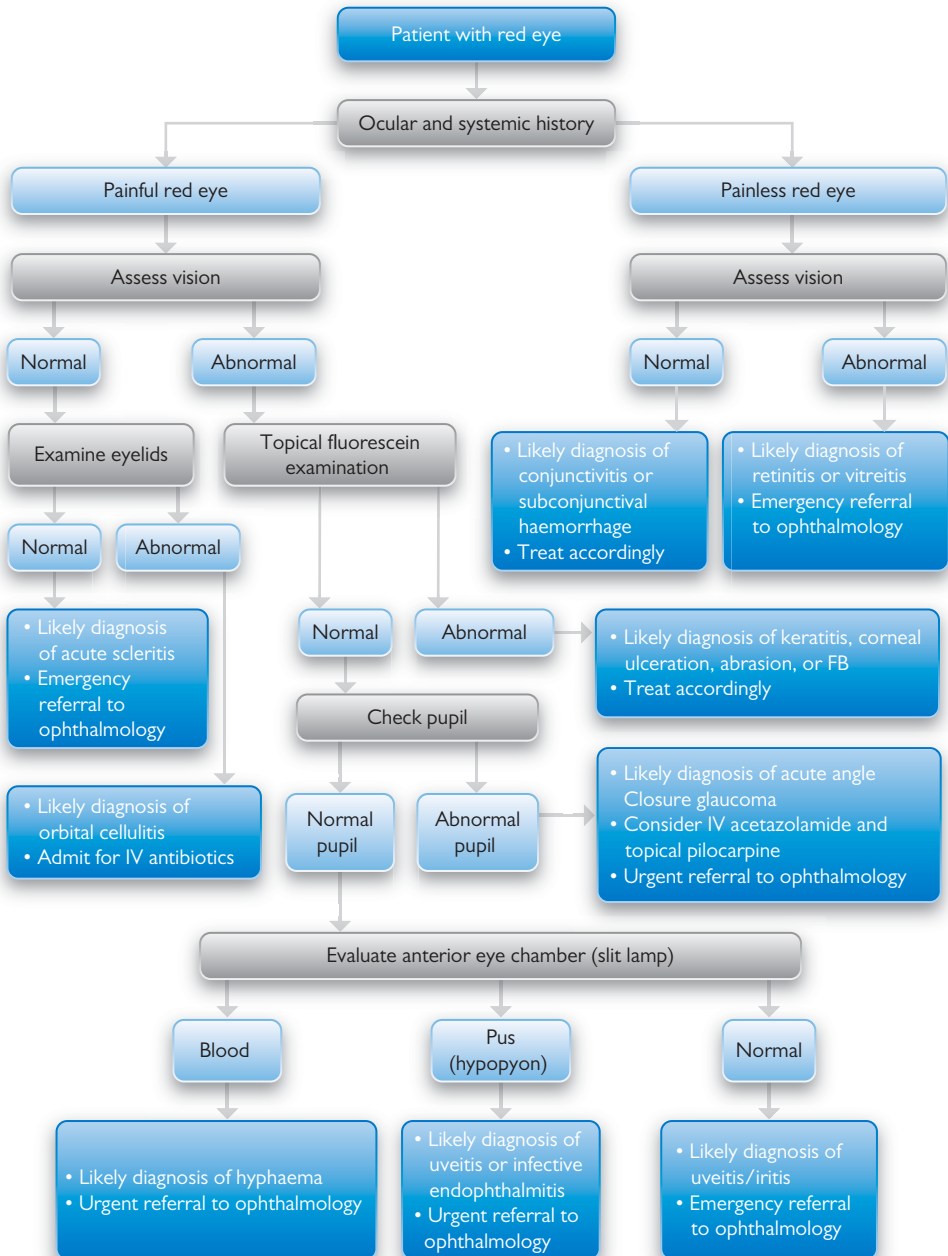 Patient with red eye
Ocular and systemic history
Painful red eye
Painless red eye
Assess vision
Assess vision
Normal
Abnormal
Normal
Abnormal
Examine eyelids
Topical fluorescein
examination
• Likely diagnosis of
conjunctivitis or
subconjunctival
haemorrhage
• Treat accordingly
• Likely diagnosis of
retinitis or vitreitis
• Emergency referral
to ophthalmology
Normal
Abnormal
• Likely diagnosis
of acute scleritis
• Emergency
referral to
ophthalmology
Normal
Abnormal
• Likely diagnosis of keratitis, corneal
ulceration, abrasion, or FB
• Treat accordingly
Check pupil
• Likely diagnosis of
orbital cellulitis
• Admit for IV antibiotics
Normal
pupil
Abnormal
pupil
• Likely diagnosis of acute angle
Closure glaucoma
• Consider IV acetazolamide and
topical pilocarpine
• Urgent referral to ophthalmology
Evaluate anterior eye chamber (slit lamp)
Blood
Pus
(hypopyon)
Normal
• Likely diagnosis of hyphaema
• Urgent referral to ophthalmology
• Likely diagnosis of
uveitis or infective
endophthalmitis
• Urgent referral to
ophthalmology
• Likely diagnosis of
uveitis/iritis
• Emergency referral
to ophthalmology